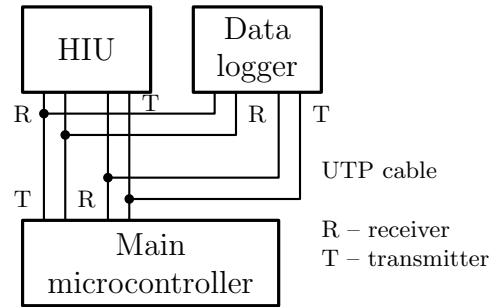 HIU
Data
logger
T
R
R
T
UTP cable
T
R
R – receiver
T – transmitter
Main
microcontroller